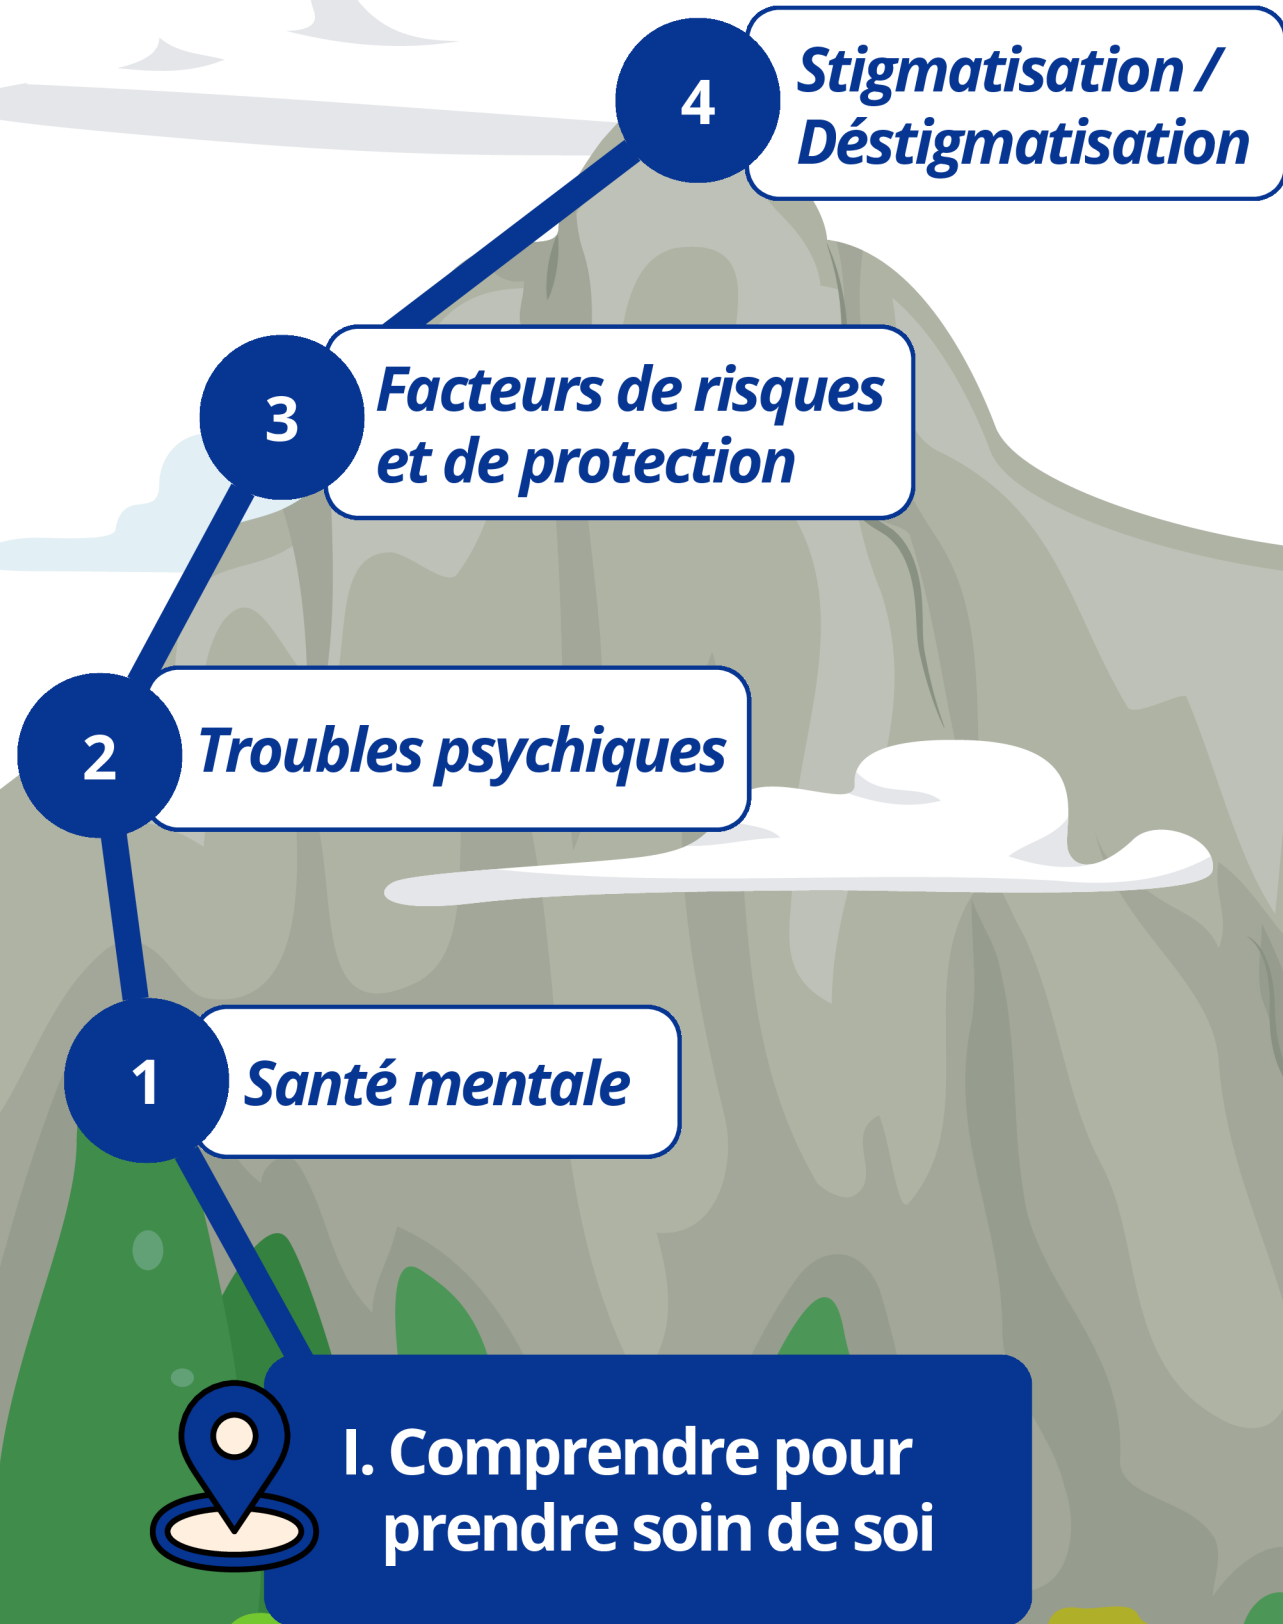 4
Stigmatisation /
Déstigmatisation
3
Facteurs de risques
et de protection
2
Troubles psychiques
1
Santé mentale
I. Comprendre pour
prendre soin de soi